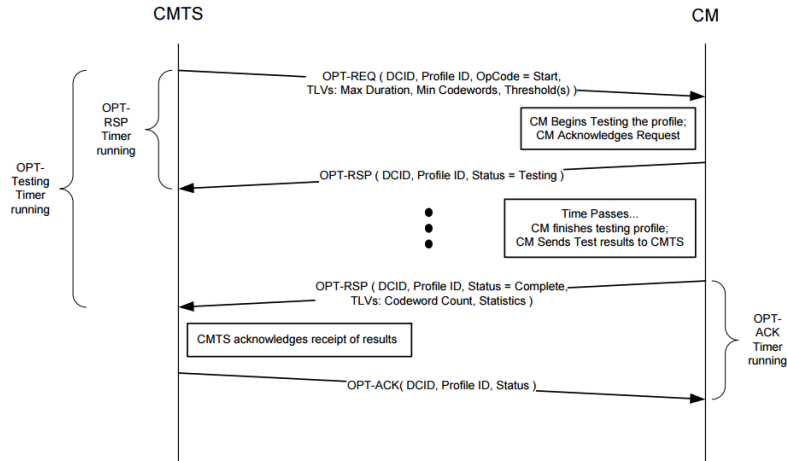 CMTS
CM
OPT-REQ ( DCID, Profile ID, OpCode = Start,
TLVs: Max Duration, Min Codewords, Threshold(s) )
OPT-
RSP
Timer
running
CM Begins Testing the profile;
CM Acknowledges Request
OPT-
Testing
Timer
running
OPT-RSP ( DCID, Profile ID, Status = Testing )
Time Passes...
CM finishes testing profile;
CM Sends Test results to CMTS
OPT-RSP ( DCID, Profile ID, Status = Complete,
TLVs: Codeword Count, Statistics )
CMTS acknowledges receipt of results
OPT-
ACK
Timer
running
OPT-ACK( DCID, Profile ID, Status )